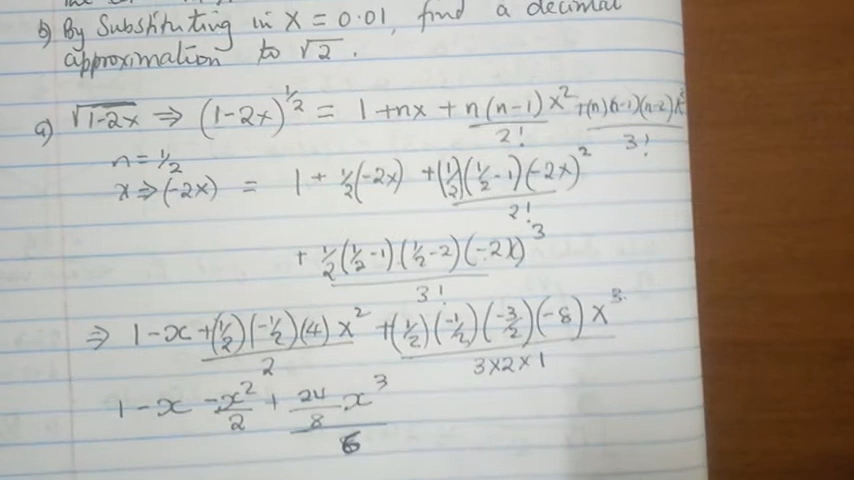 b) By Substituting in X = 0.01, find a decimal
approximation to √2.
a) √1-2x ⇒ (1-2x)^½ = 1 + nx + n(n-1)x²/2! + (n)(n-1)(n-2)x³/3!
n = ½
x ⇒ (-2x) = 1 + ½(-2x) + (½)(½-1)(-2x)²/2!
+ ½(½-1)(½-2)(-2x)³/3!
⇒ 1 - x + (½)(-½)(4)x²/2 + (½)(-½)(-3/2)(-8)x³/3×2×1
1 - x - x²/2 + 24/8 x³/6